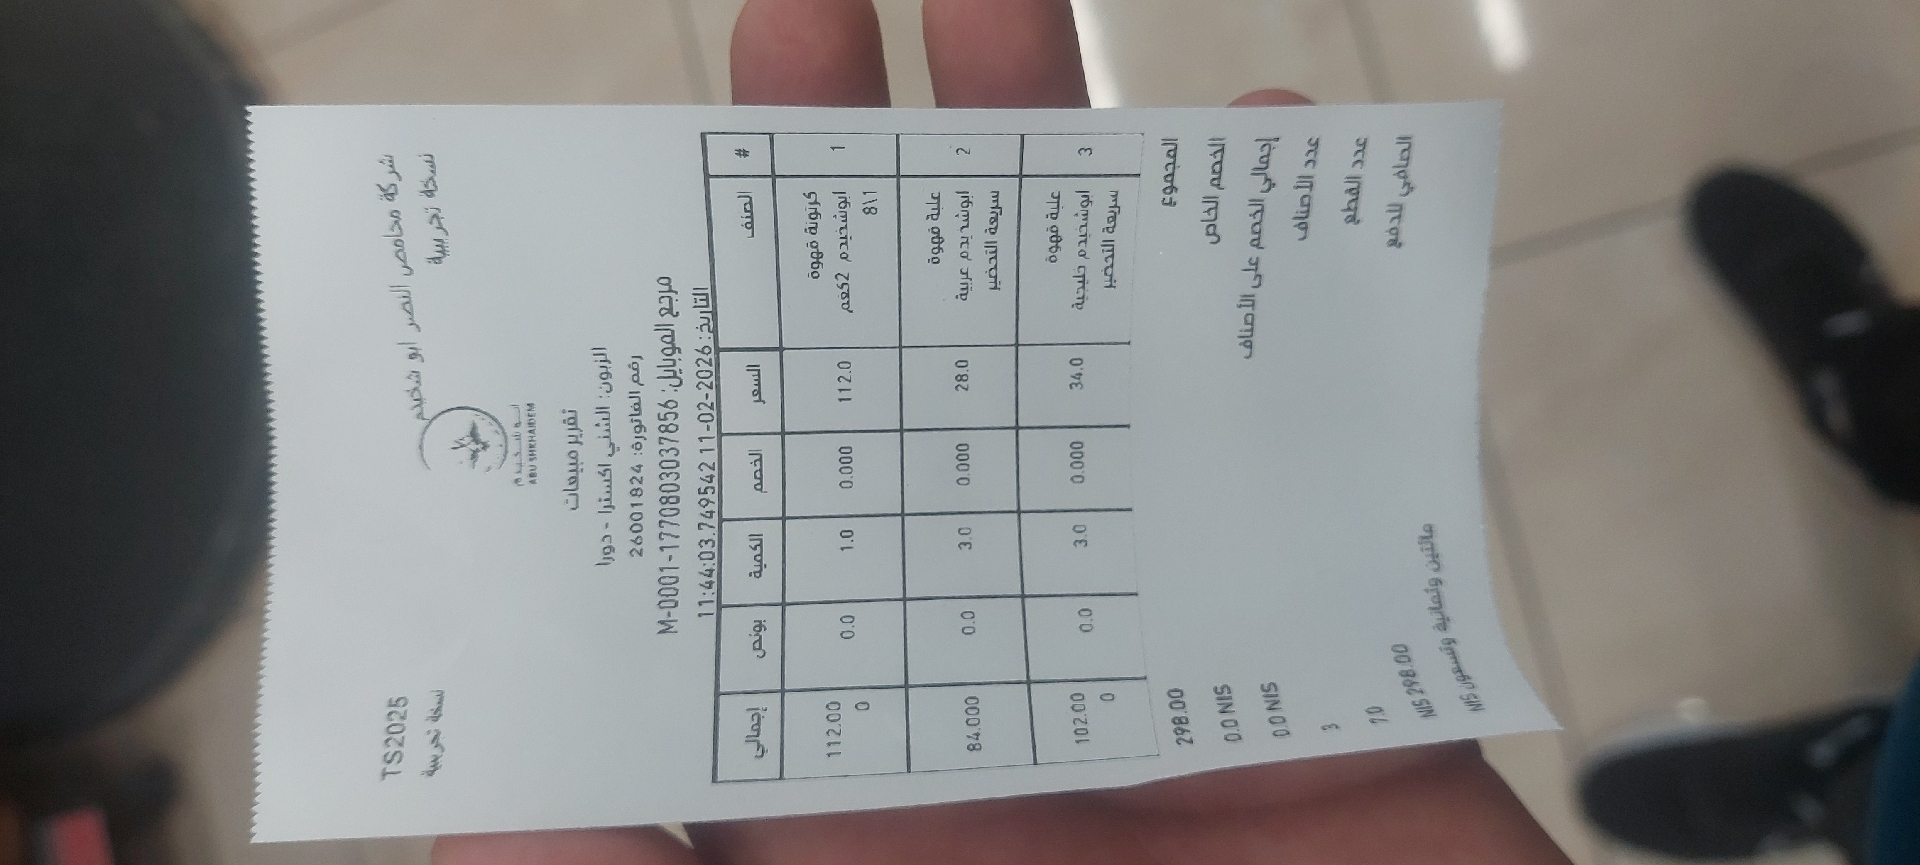 TS2025 شركة محامص النصر ابو شخيدم
نسخة تجريبية نسخة تجريبية
ابو شخيدم
ABU SHKHAIDEM
تقرير مبيعات
الزبون: الشني اكسترا - دورا
رقم الفاتورة: 26001824
مرجع الموبايل: M-0001-1770803037856
التاريخ: 2026-02-11 11:44:03.749542
# الصنف السعر الخصم الكمية بونص إجمالي
1 كرتونة قهوة 112.0 0.000 1.0 0.0 112.00
ابوشخيدم 2كغم 0
8\1
2 علبة قهوة 28.0 0.000 3.0 0.0 84.000
ابوشخيدم عربية
سريعة التحضير
3 علبة قهوة 34.0 0.000 3.0 0.0 102.00
ابوشخيدم خليجية 0
سريعة التحضير
المجموع 298.00
الخصم الخاص 0.0 NIS
إجمالي الخصم على الأصناف 0.0 NIS
عدد الأصناف 3
عدد القطع 7.0
الصافي للدفع NIS 298.00
مائتين وثمانية وتسعون NIS